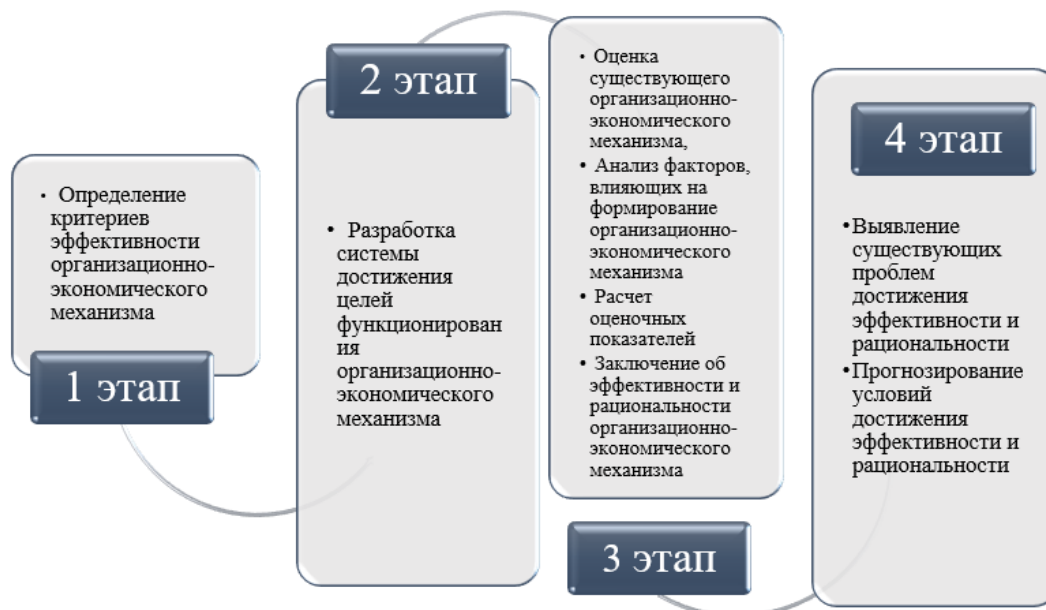 • Определение
критериев
эффективности
организационно-
экономического
механизма
1 этап
2 этап
• Разработка
системы
достижения
целей
функционирован
ия
организационно-
экономического
механизма
• Оценка
существующего
организационно-
экономического
механизма,
• Анализ факторов,
влияющих на
формирование
организационно-
экономического
механизма
• Расчет
оценочных
показателей
• Заключение об
эффективности и
рациональности
организационно-
экономического
механизма
3 этап
4 этап
•Выявление
существующих
проблем
достижения
эффективности и
рациональности
•Прогнозирование
условий
достижения
эффективности и
рациональности